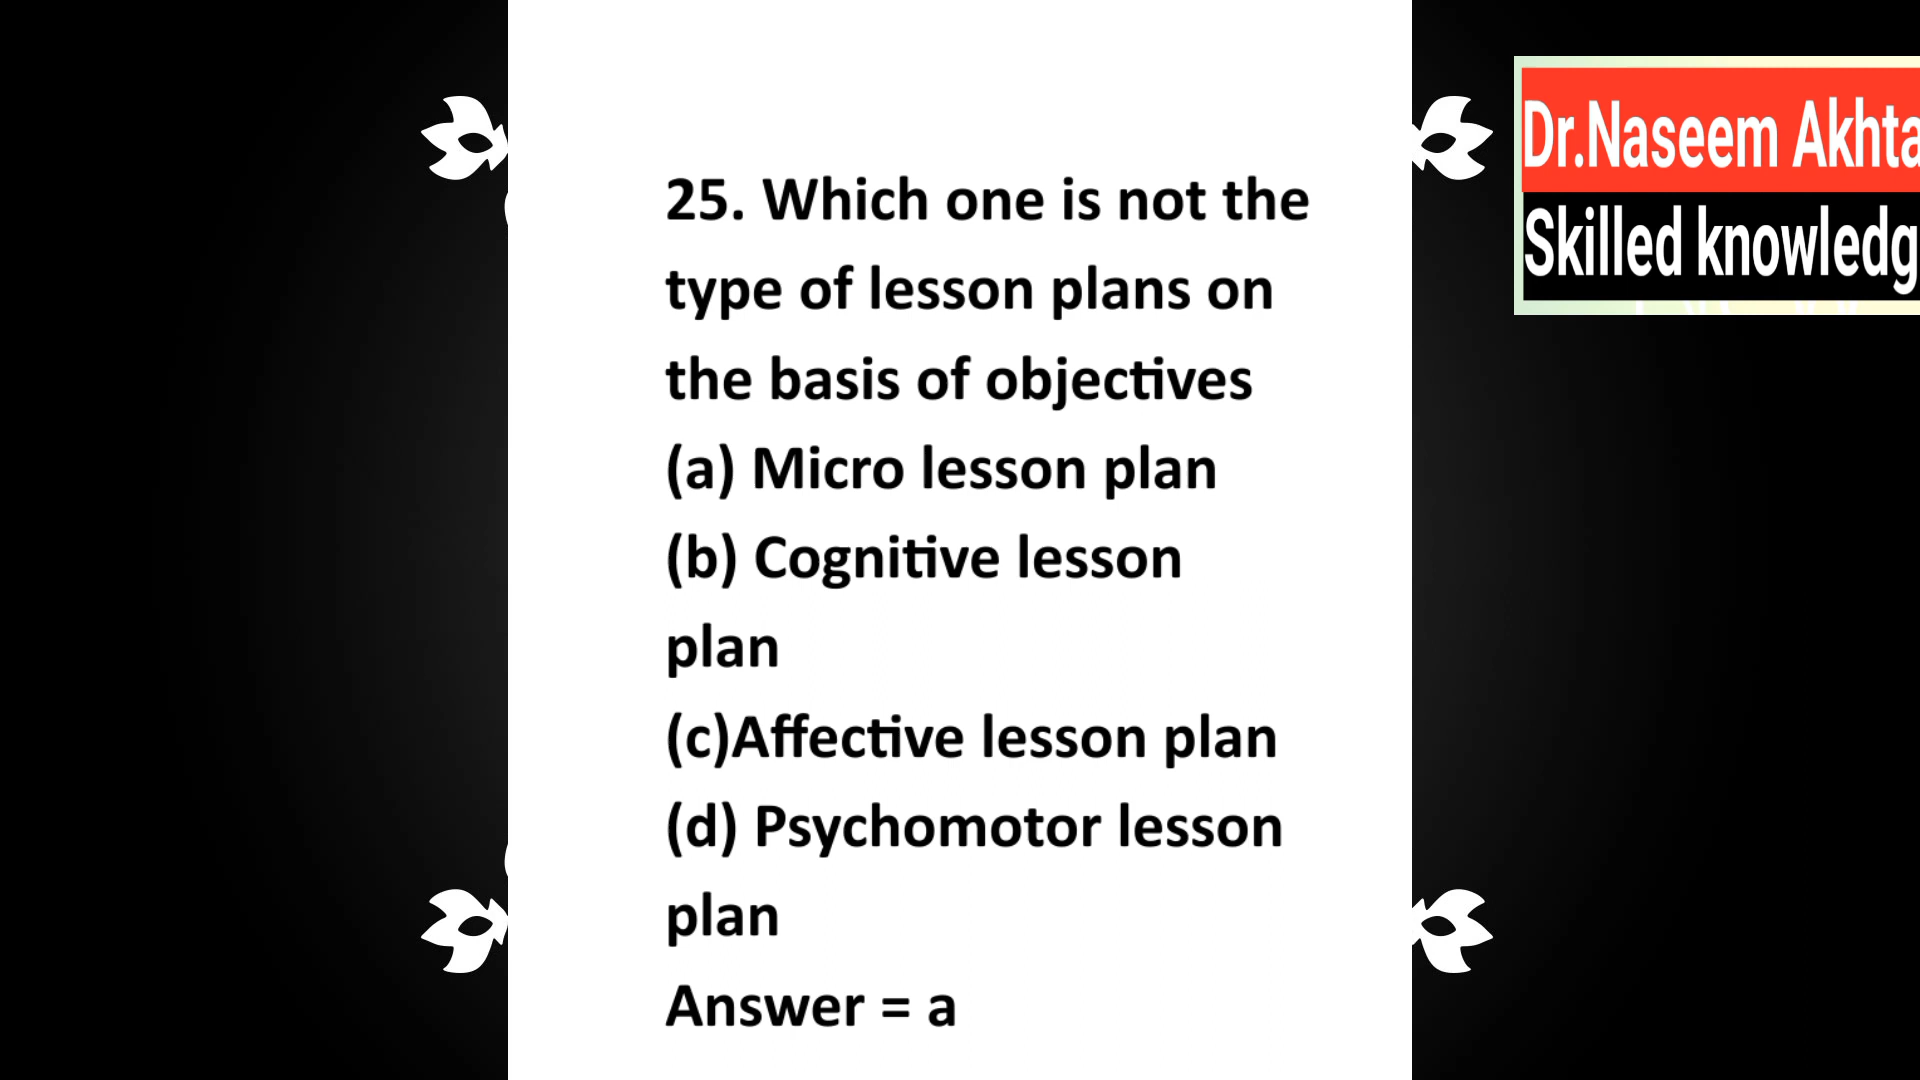 25. Which one is not the
type of lesson plans on
the basis of objectives
(a) Micro lesson plan
(b) Cognitive lesson
plan
(c)Affective lesson plan
(d) Psychomotor lesson
plan
Answer = a
Dr.Naseem Akhta
Skilled knowledg